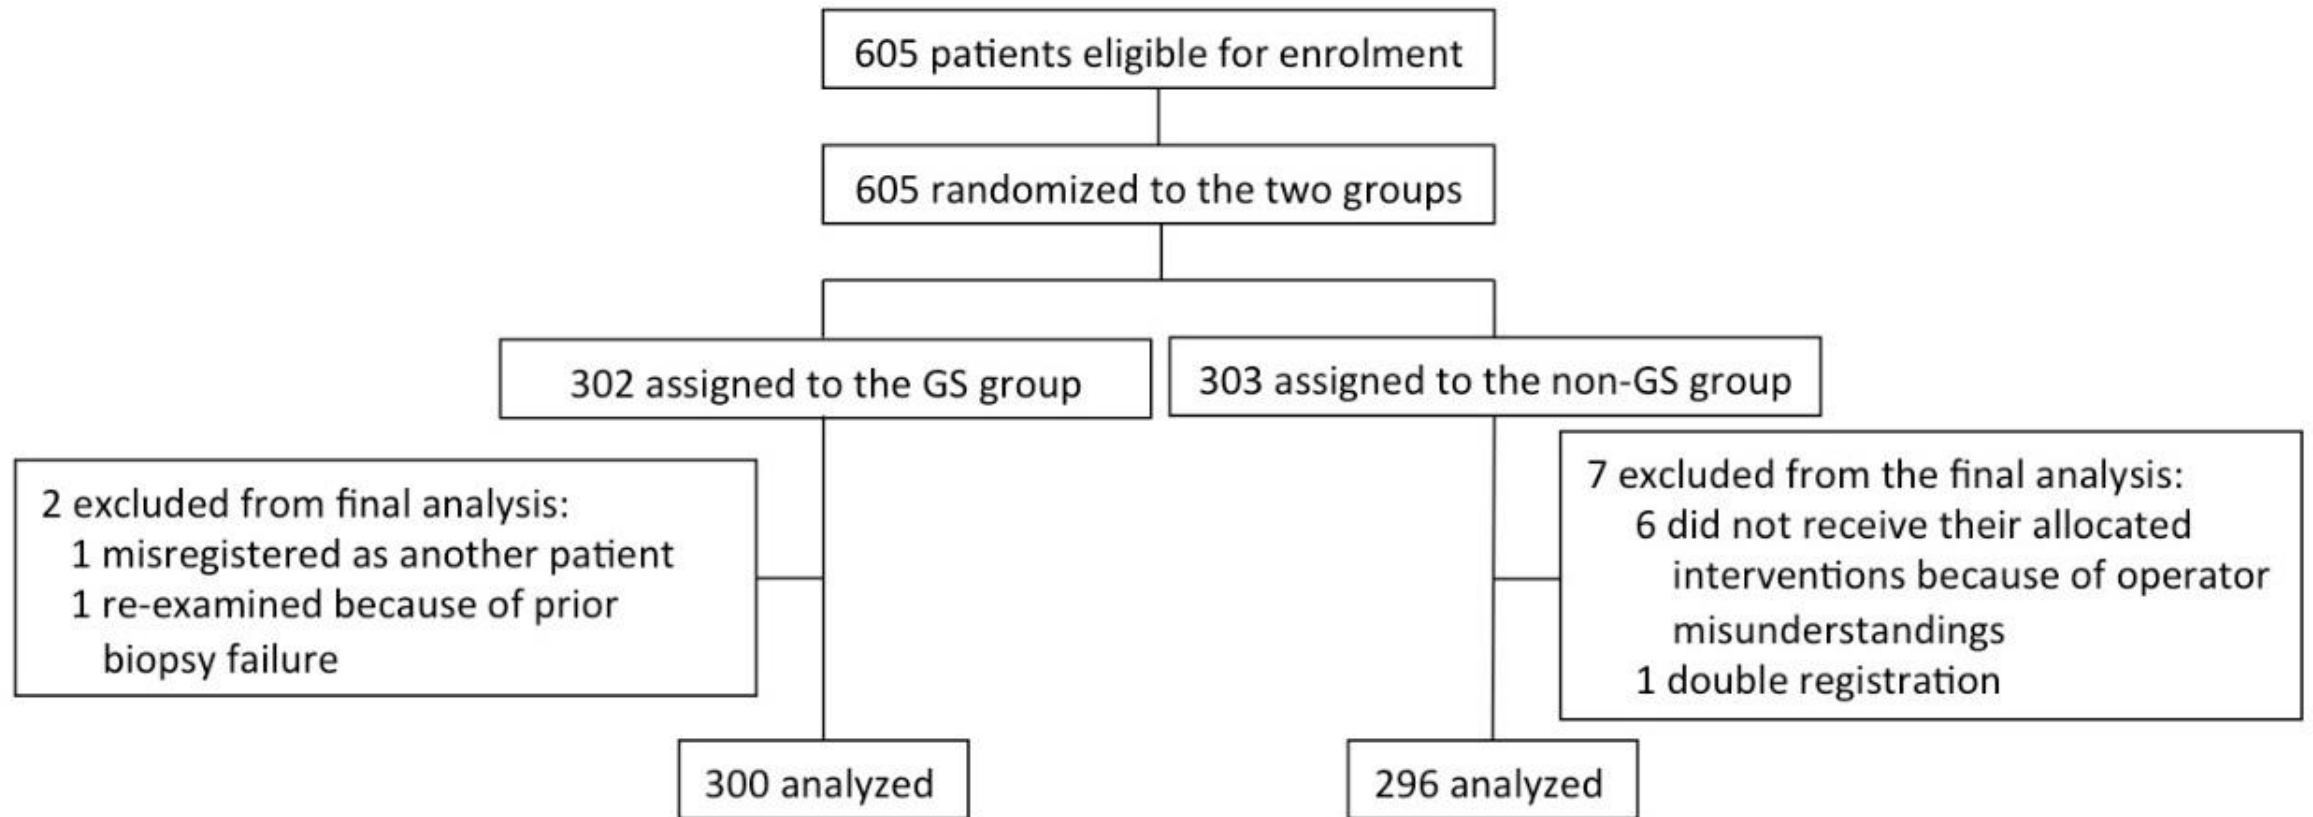 605 patients eligible for enrolment
605 randomized to the two groups
302 assigned to the GS group
303 assigned to the non-GS group
2 excluded from final analysis:
1 misregistered as another patient
1 re-examined because of prior
biopsy failure
7 excluded from the final analysis:
6 did not receive their allocated
interventions because of operator
misunderstandings
1 double registration
300 analyzed
296 analyzed